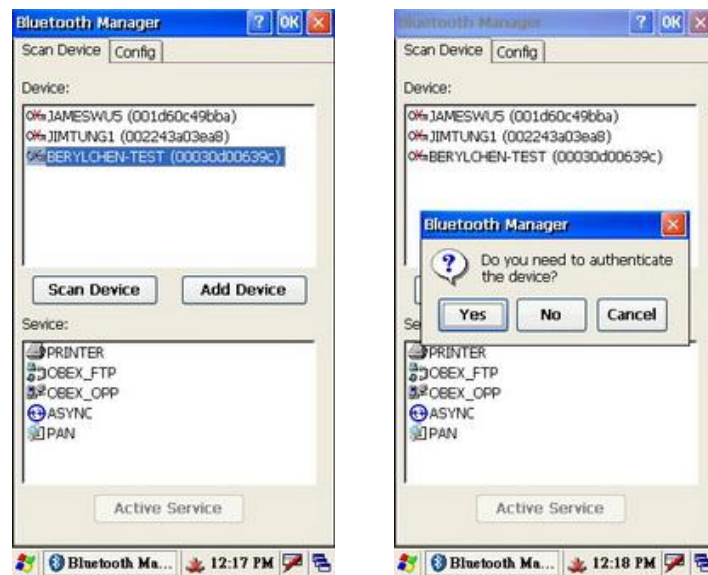 Bluetooth Manager ? OK
Scan Device Config
Device:
JAMESWU5 (001d60c49bba)
JIMTUNG1 (002243a03ea8)
BERYLCHEN-TEST (00030d00639c)
Scan Device Add Device
Sevice:
PRINTER
OBEX_FTP
OBEX_OPP
ASYNC
PAN
Active Service
Bluetooth Ma... 12:17 PM
Bluetooth Manager ? OK
Scan Device Config
Device:
JAMESWU5 (001d60c49bba)
JIMTUNG1 (002243a03ea8)
BERYLCHEN-TEST (00030d00639c)
Bluetooth Manager
Do you need to authenticate
the device?
Yes No Cancel
Se
PRINTER
OBEX_FTP
OBEX_OPP
ASYNC
PAN
Active Service
Bluetooth Ma... 12:18 PM